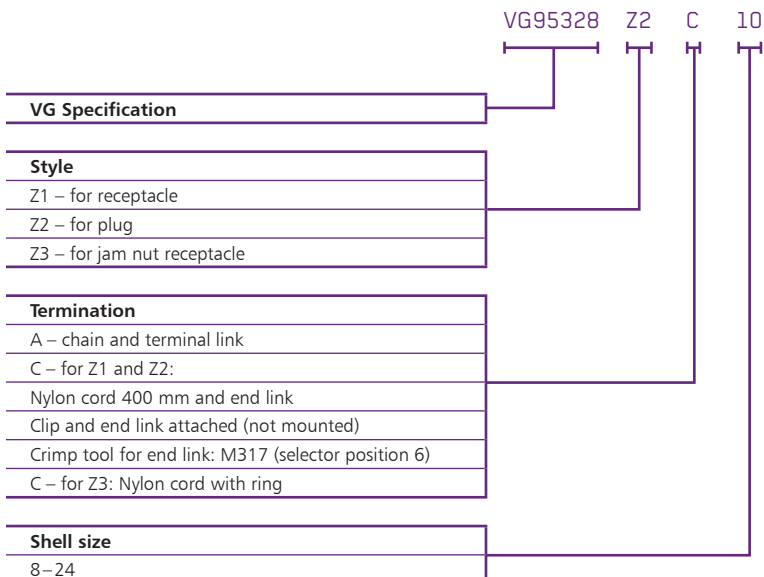 VG95328 Z2 C 10
VG Specification
Style
Z1 – for receptacle
Z2 – for plug
Z3 – for jam nut receptacle
Termination
A – chain and terminal link
C – for Z1 and Z2:
Nylon cord 400 mm and end link
Clip and end link attached (not mounted)
Crimp tool for end link: M317 (selector position 6)
C – for Z3: Nylon cord with ring
Shell size
8–24